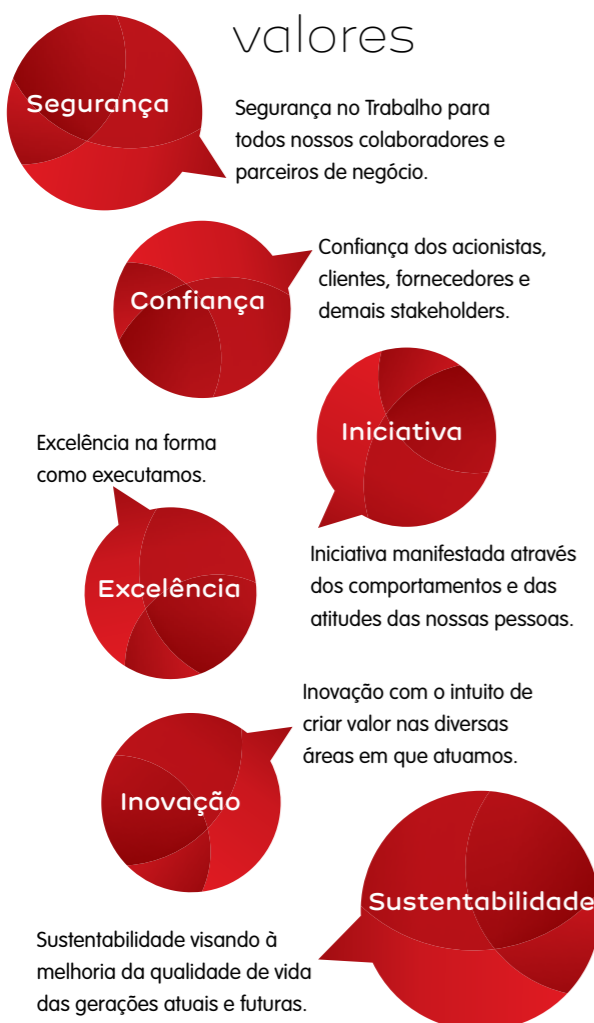 valores
Segurança
Segurança no Trabalho para
todos nossos colaboradores e
parceiros de negócio.
Confiança
Confiança dos acionistas,
clientes, fornecedores e
demais stakeholders.
Iniciativa
Iniciativa manifestada através
dos comportamentos e das
atitudes das nossas pessoas.
Excelência na forma
como executamos.
Excelência
Inovação com o intuito de
criar valor nas diversas
áreas em que atuamos.
Inovação
Sustentabilidade
Sustentabilidade visando à
melhoria da qualidade de vida
das gerações atuais e futuras.